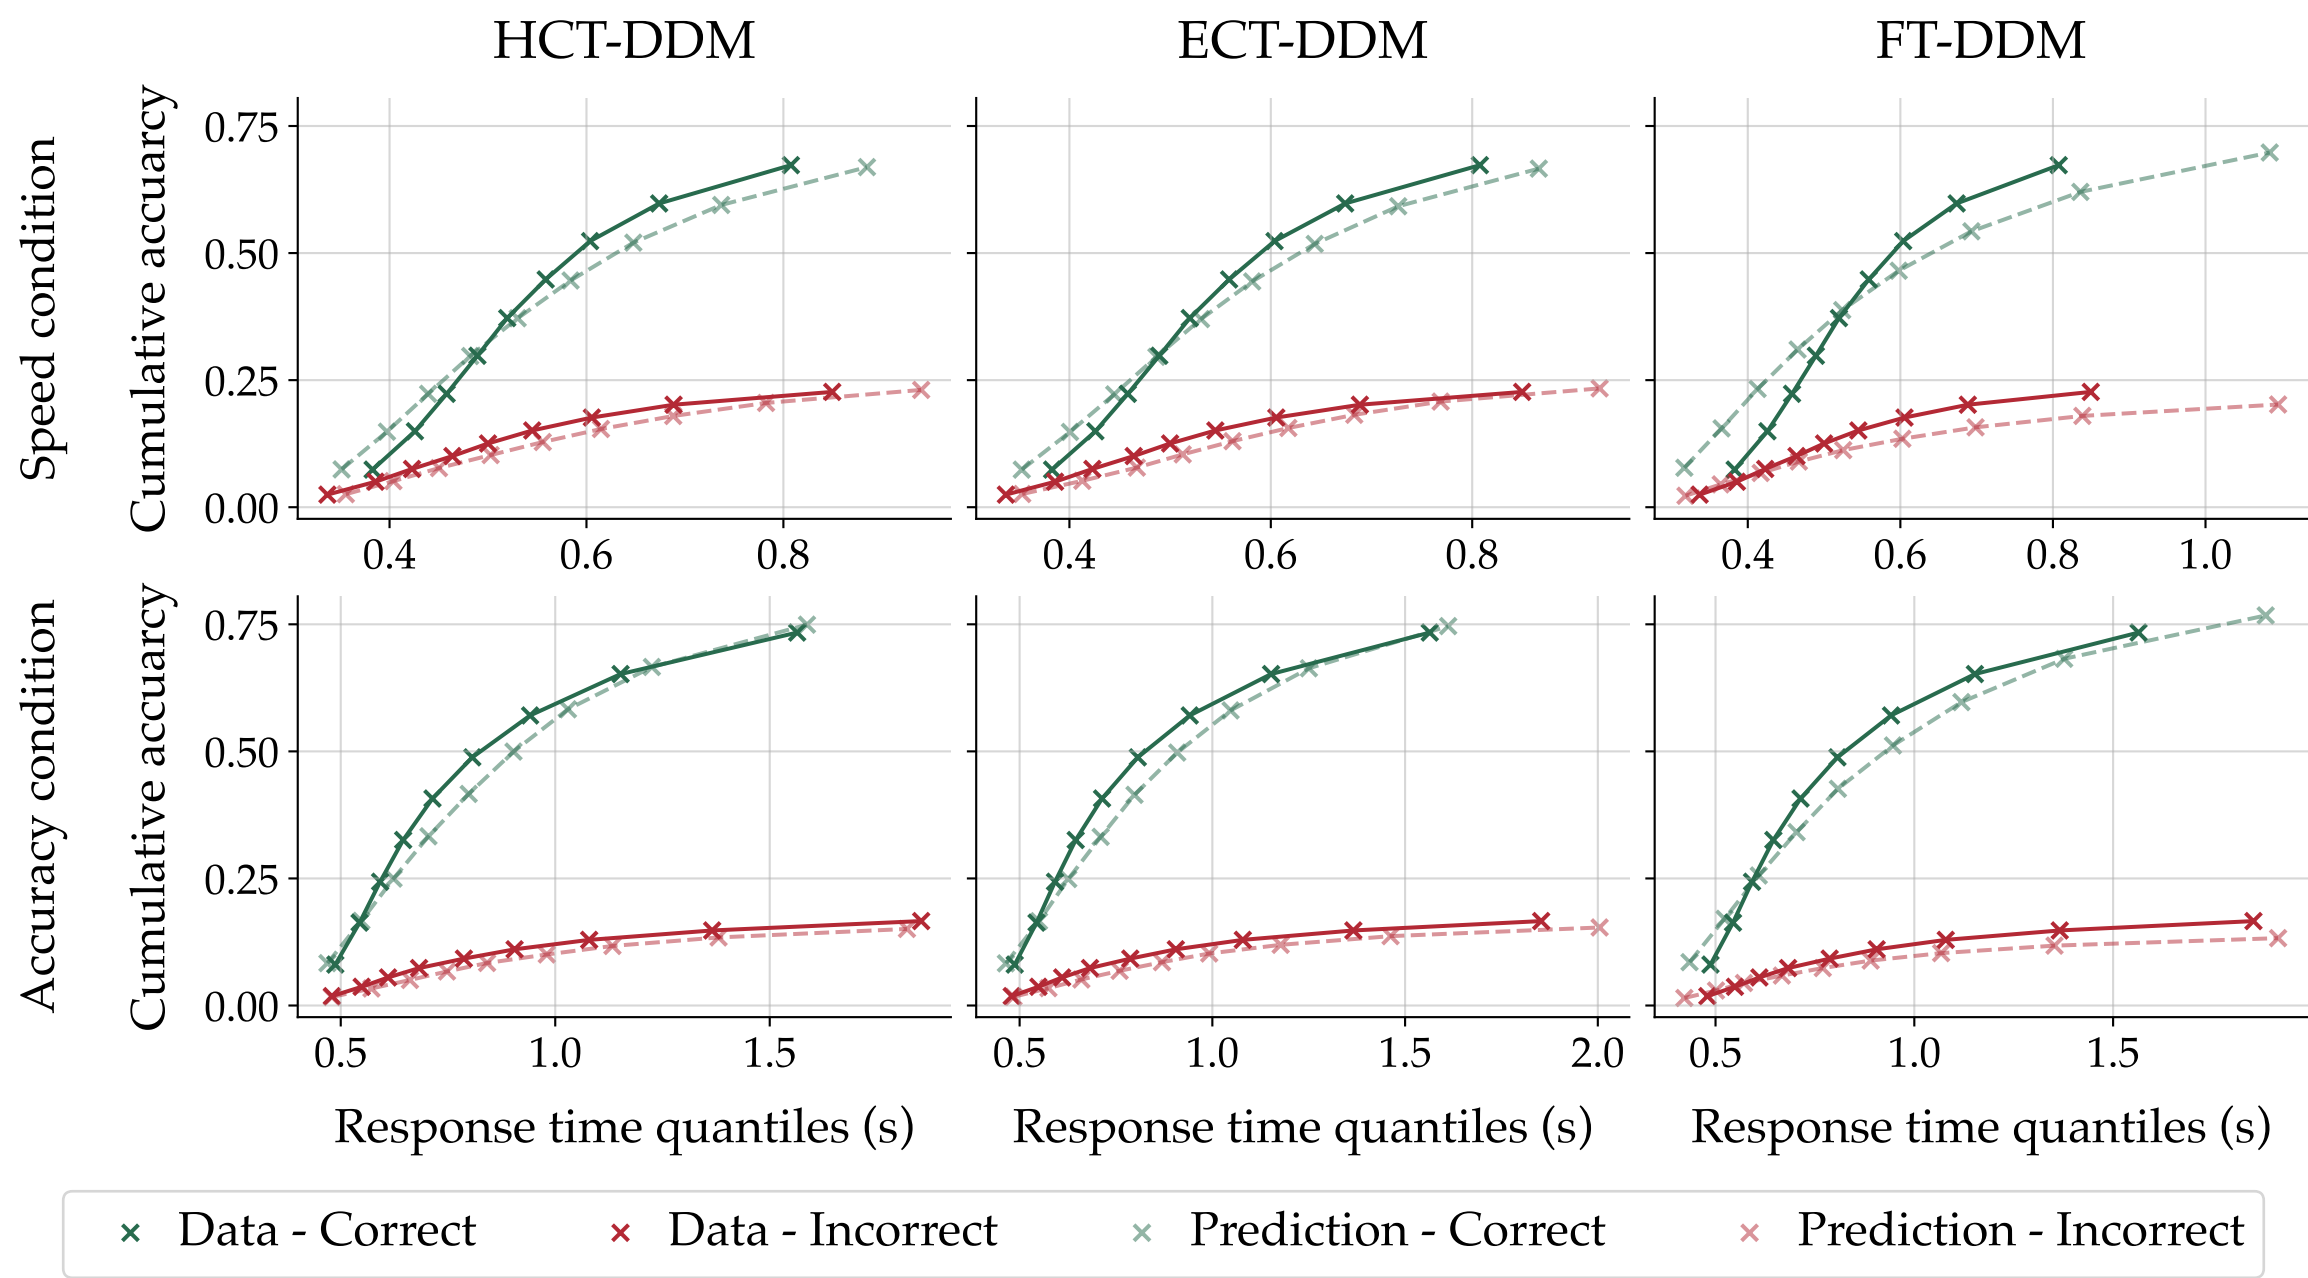 HCT-DDM
ECT-DDM
FT-DDM
Speed condition
Cumulative accuarcy
0.75
0.50
0.25
0.00
0.4 0.6 0.8
0.4 0.6 0.8
0.4 0.6 0.8 1.0
Accuracy condition
Cumulative accuarcy
0.75
0.50
0.25
0.00
0.5 1.0 1.5
0.5 1.0 1.5 2.0
0.5 1.0 1.5
Response time quantiles (s)
Response time quantiles (s)
Response time quantiles (s)
Data - Correct
Data - Incorrect
Prediction - Correct
Prediction - Incorrect